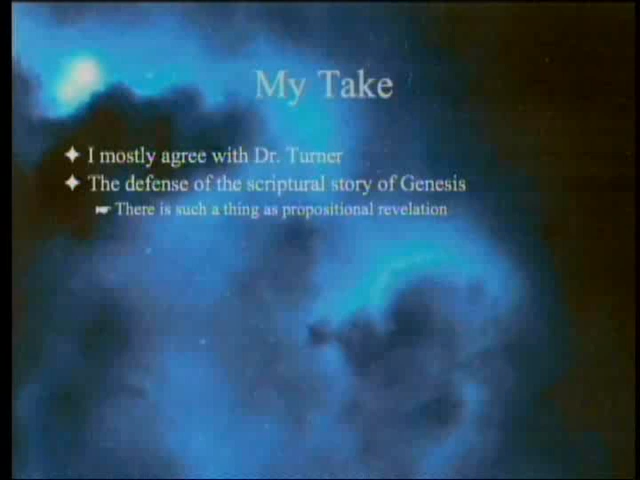 My Take
I mostly agree with Dr. Turner
The defense of the scriptural story of Genesis
There is such a thing as propositional revelation